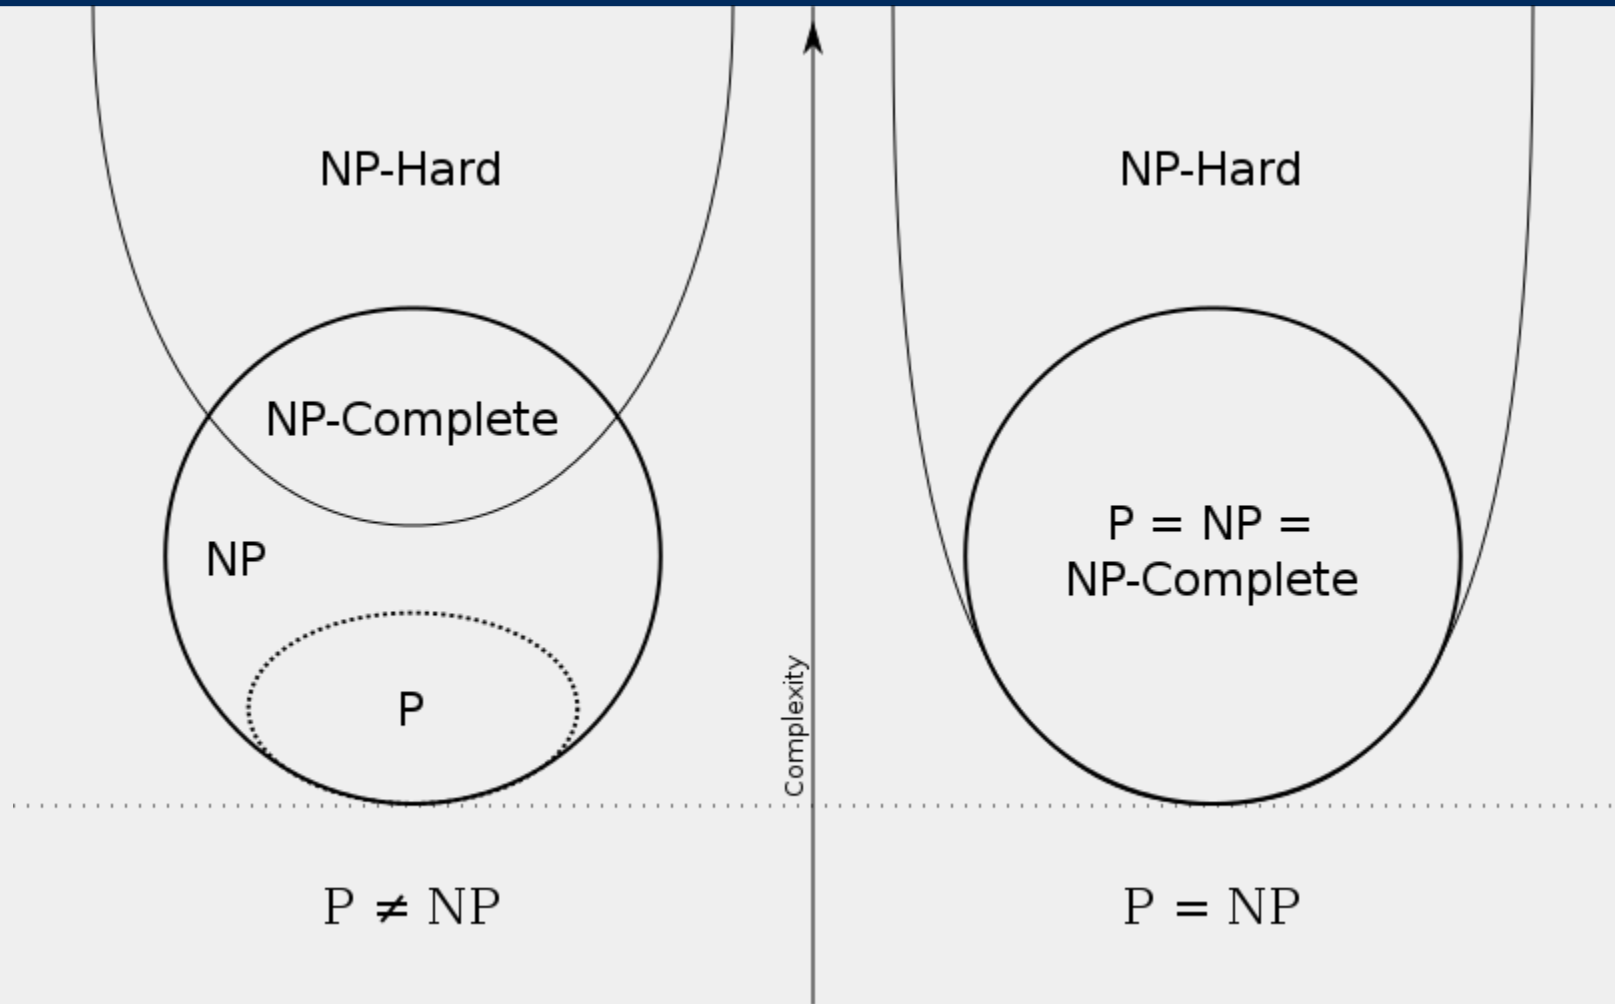 NP-Hard
NP-Complete
NP
P
P ≠ NP
Complexity
NP-Hard
P = NP =
NP-Complete
P = NP